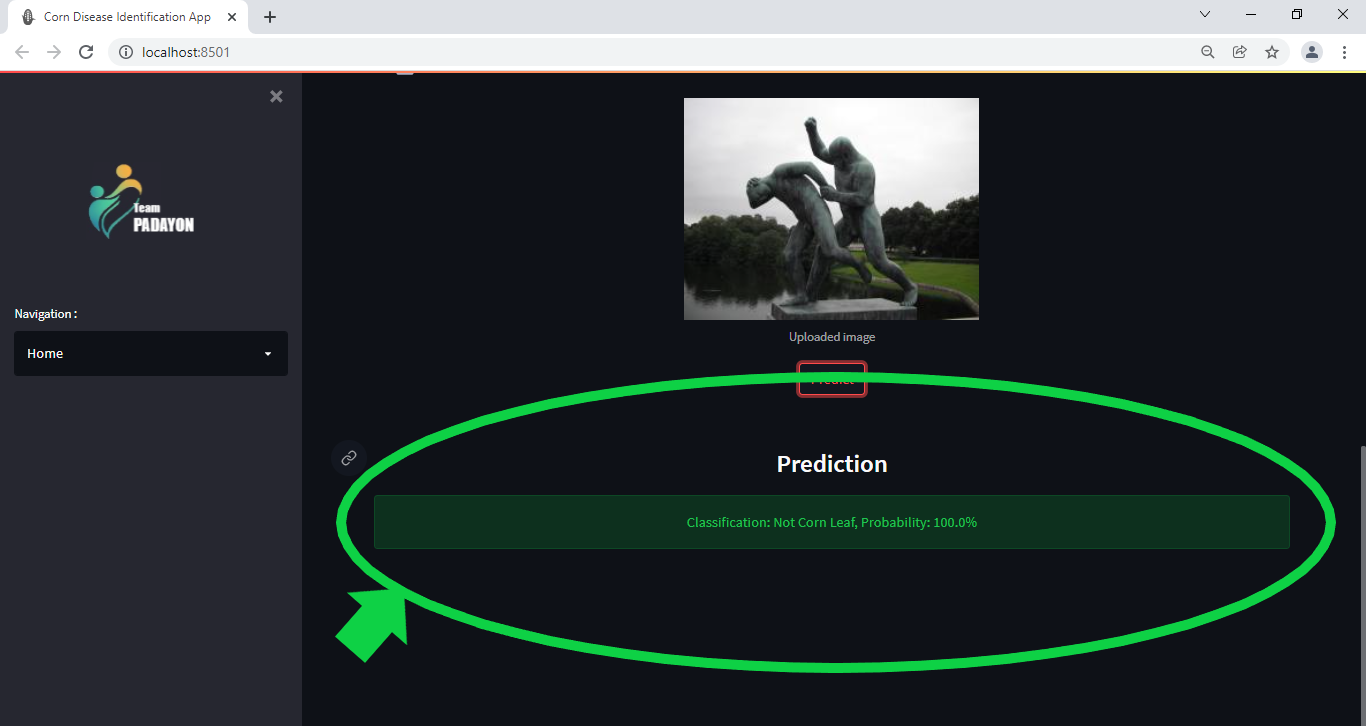 Corn Disease Identification App
localhost:8501
Team
PADAYON
Navigation :
Home
Uploaded image
Predict
Prediction
Classification: Not Corn Leaf, Probability: 100.0%